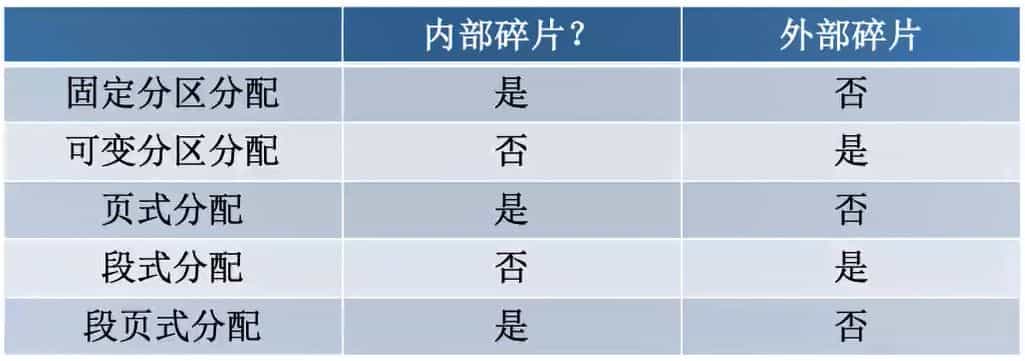 内部碎片？ 外部碎片
固定分区分配 是 否
可变分区分配 否 是
页式分配 是 否
段式分配 否 是
段页式分配 是 否